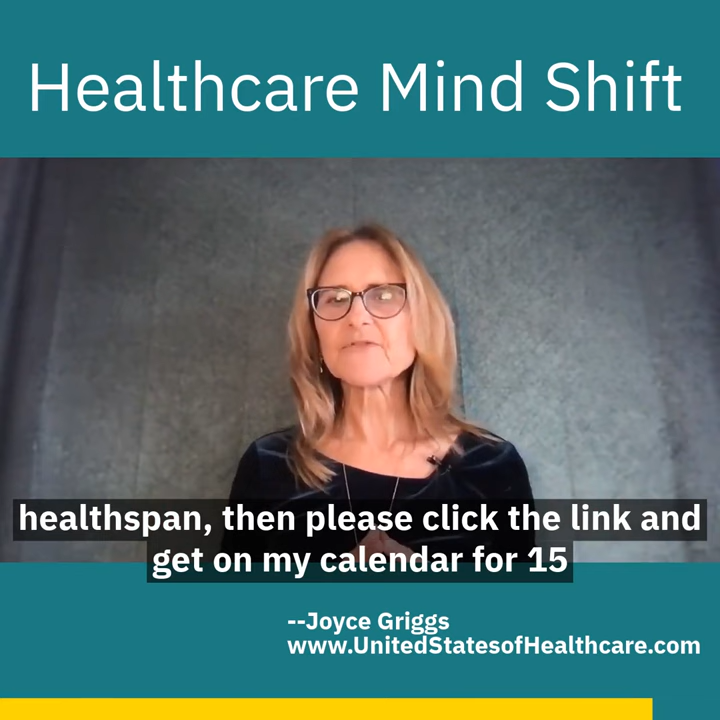 Healthcare Mind Shift
healthspan, then please click the link and
get on my calendar for 15
--Joyce Griggs
www.UnitedStatesofHealthcare.com